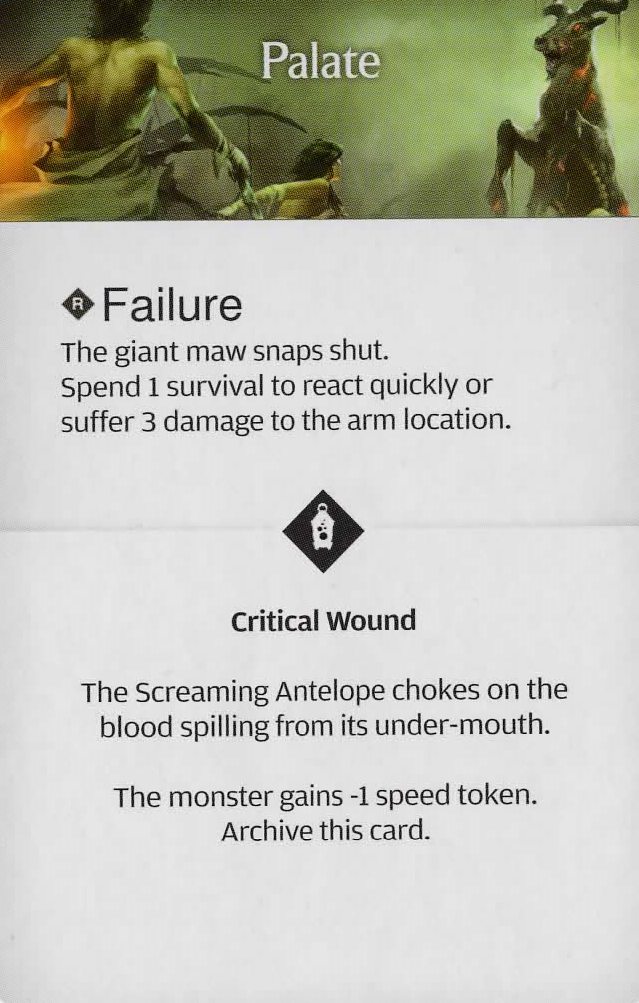 Palate
R Failure
The giant maw snaps shut.
Spend 1 survival to react quickly or
suffer 3 damage to the arm location.
Critical Wound
The Screaming Antelope chokes on the
blood spilling from its under-mouth.
The monster gains -1 speed token.
Archive this card.